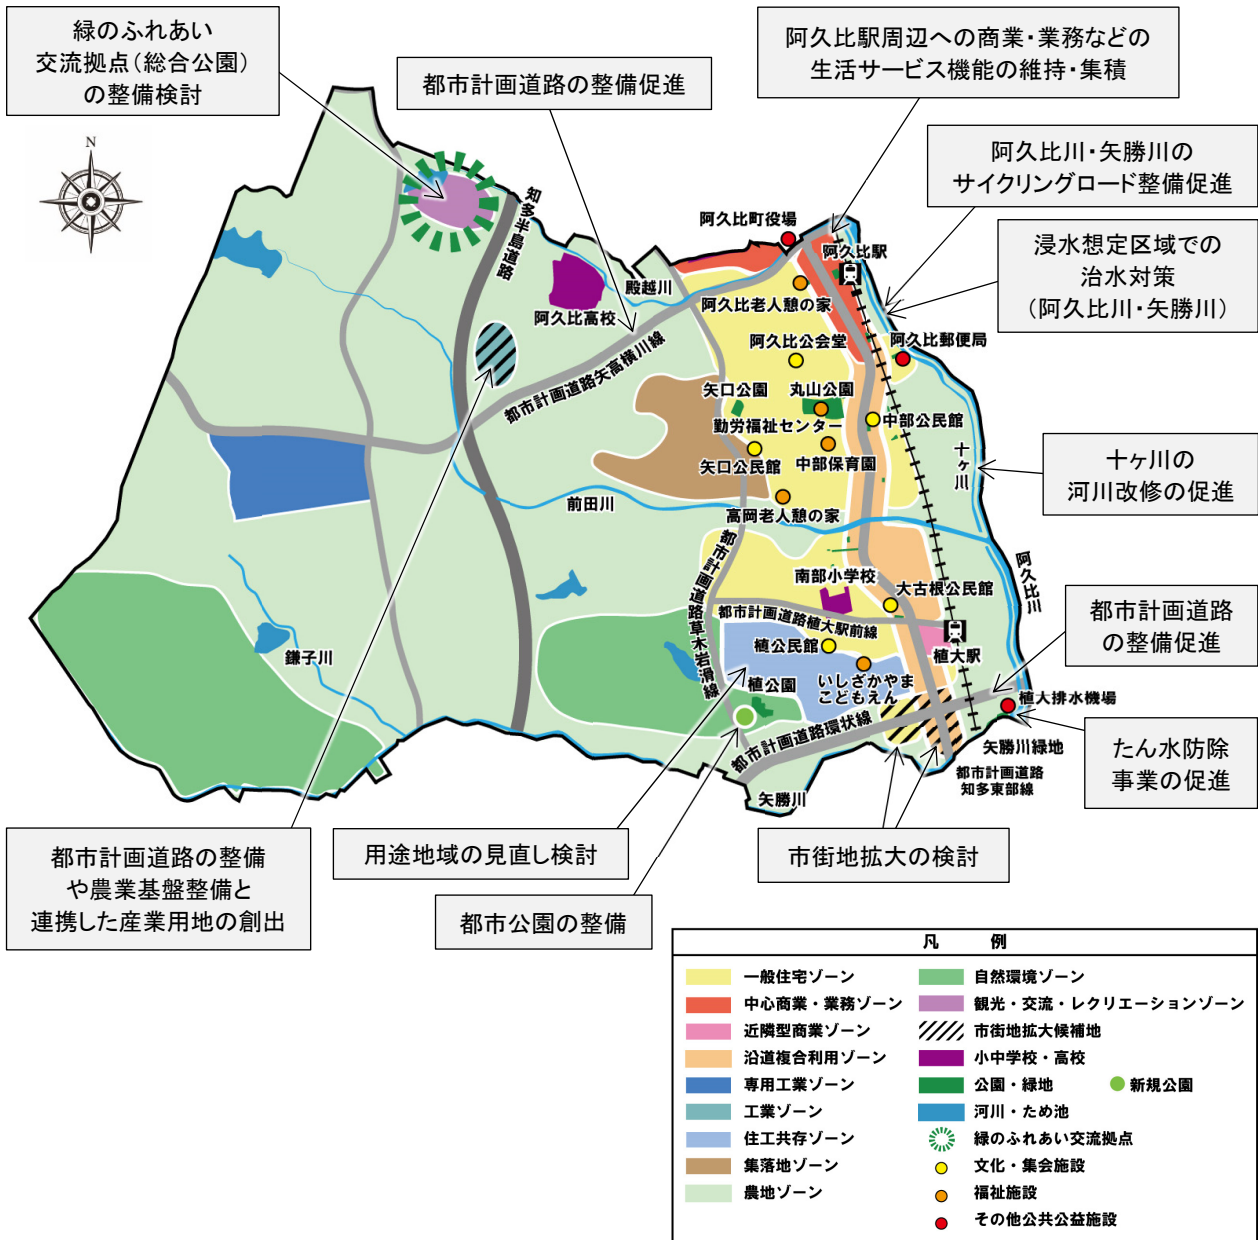 緑のふれあい
交流拠点（総合公園）
の整備検討
都市計画道路の整備促進
阿久比駅周辺への商業・業務などの
生活サービス機能の維持・集積
阿久比川・矢勝川の
サイクリングロード整備促進
浸水想定区域での
治水対策
（阿久比川・矢勝川）
十ヶ川の
河川改修の促進
都市計画道路
の整備促進
たん水防除
事業の促進
市街地拡大の検討
用途地域の見直し検討
都市公園の整備
都市計画道路の整備
や農業基盤整備と
連携した産業用地の創出
N
知多半島道路
阿久比町役場
阿久比駅
殿越川
阿久比高校
阿久比老人憩の家
阿久比公会堂
阿久比郵便局
都市計画道路矢高横川線
矢口公園
丸山公園
勤労福祉センター
中部公民館
矢口公民館
中部保育園
十ヶ川
前田川
高岡老人憩の家
都市計画道路草木岩滑線
阿久比川
南部小学校
大古根公民館
都市計画道路植大駅前線
植公民館
植大駅
鎌子川
いしざかやま
こどもえん
植公園
植大排水機場
都市計画道路環状線
矢勝川緑地
都市計画道路
知多東部線
矢勝川
凡　例
一般住宅ゾーン
中心商業・業務ゾーン
近隣型商業ゾーン
沿道複合利用ゾーン
専用工業ゾーン
工業ゾーン
住工共存ゾーン
集落地ゾーン
農地ゾーン
自然環境ゾーン
観光・交流・レクリエーションゾーン
市街地拡大候補地
小中学校・高校
公園・緑地
新規公園
河川・ため池
緑のふれあい交流拠点
文化・集会施設
福祉施設
その他公共公益施設